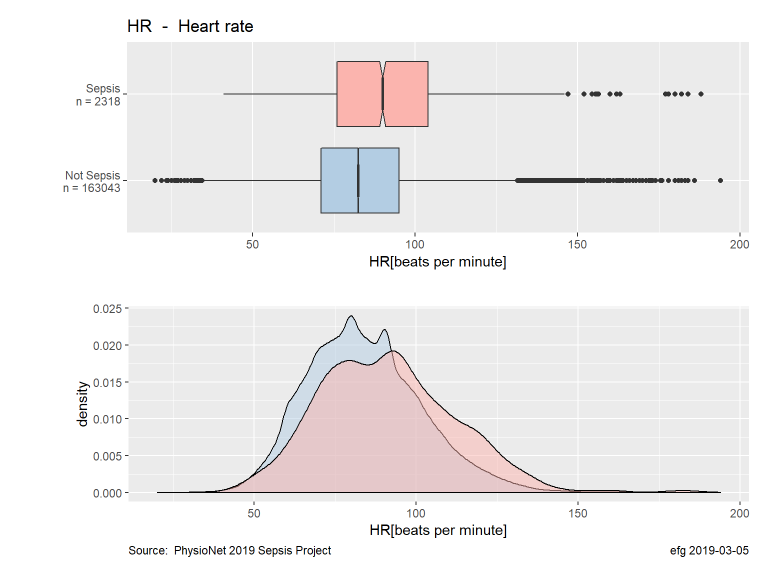 HR  -  Heart rate
Sepsis
n = 2318
Not Sepsis
n = 163043
50 100 150 200
HR[beats per minute]
0.025
0.020
0.015
0.010
0.005
0.000
density
50 100 150 200
HR[beats per minute]
Source:  PhysioNet 2019 Sepsis Project
efg 2019-03-05